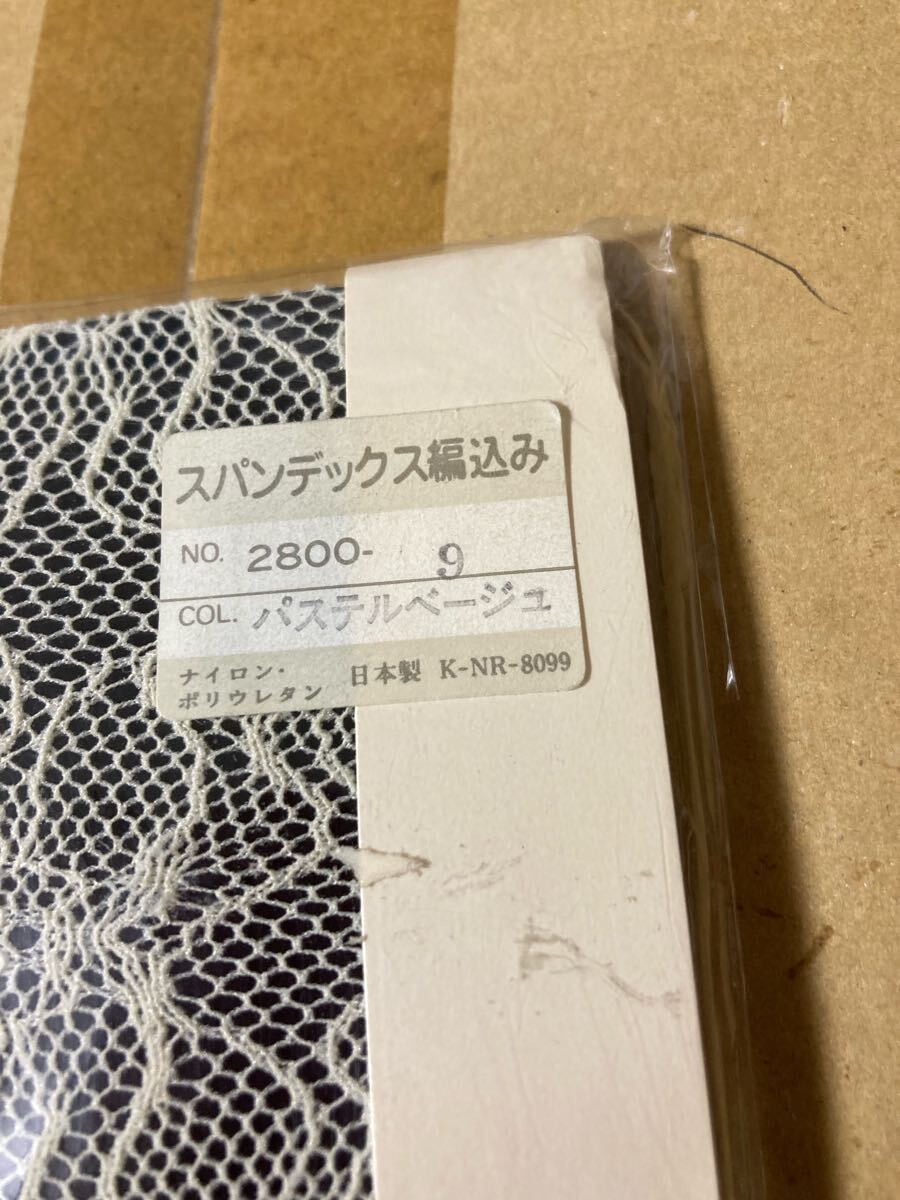 スパンデックス編込み
NO. 2800- 9
COL. パステルベージュ
ナイロン・
ポリウレタン 日本製 K-NR-8099